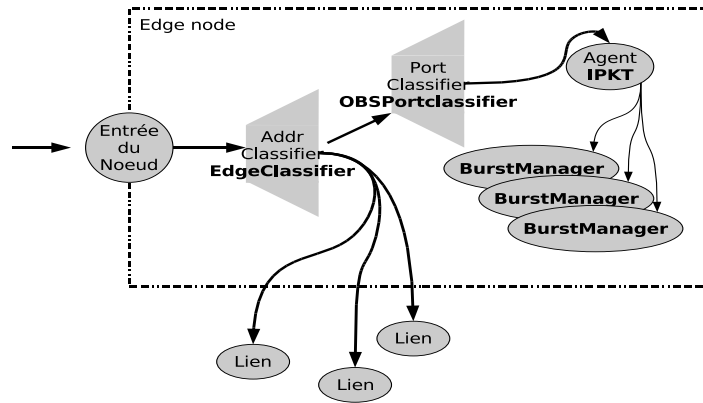 Edge node
Port
Classifier
OBSPortclassifier
Agent
IPKT
Entrée
du
Noeud
Addr
Classifier
EdgeClassifier
BurstManager
BurstManager
BurstManager
Lien
Lien
Lien